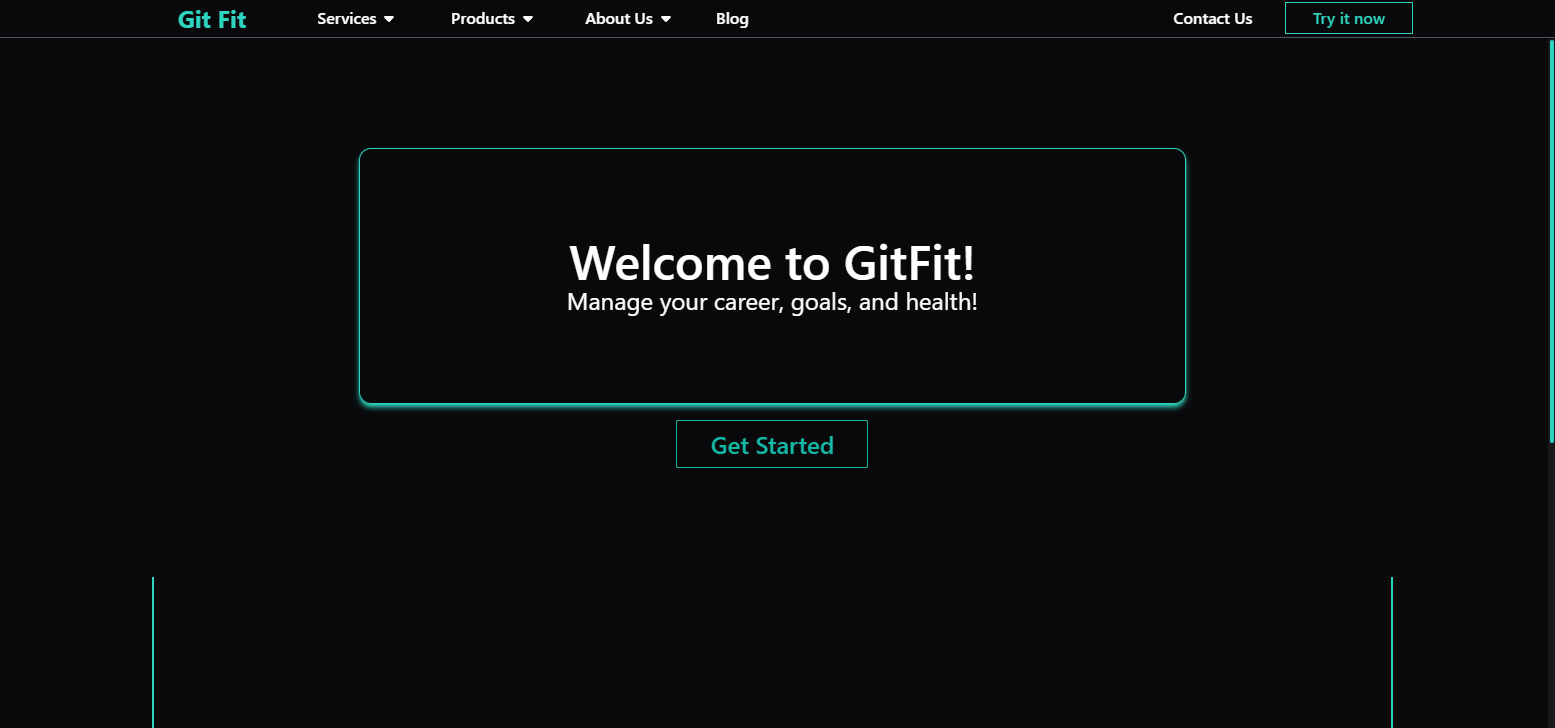 Git Fit Services Products About Us Blog Contact Us Try it now
Welcome to GitFit!
Manage your career, goals, and health!
Get Started